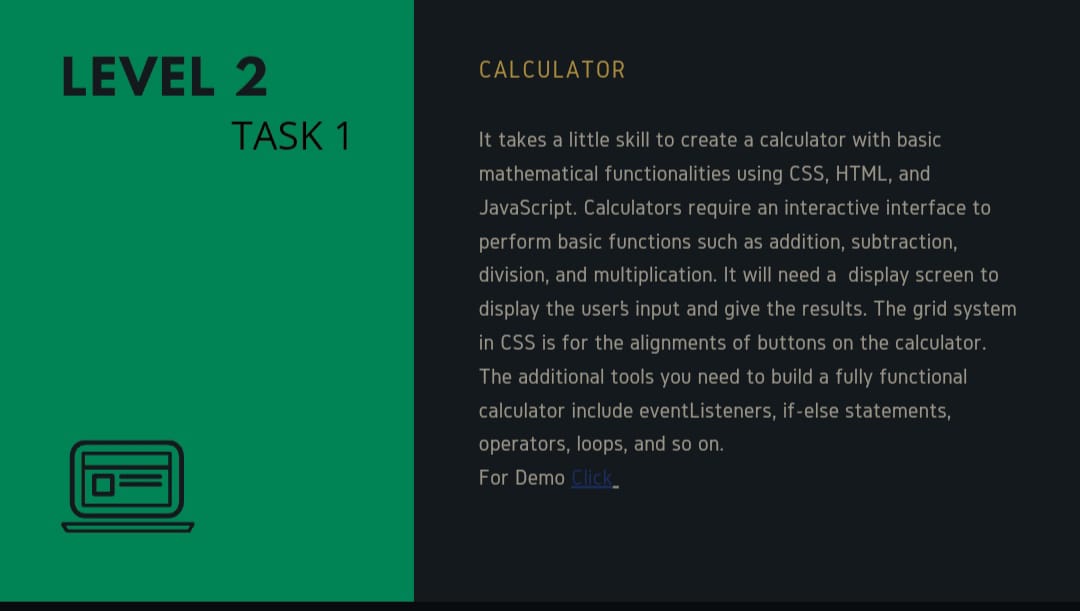 LEVEL 2
TASK 1
CALCULATOR
It takes a little skill to create a calculator with basic
mathematical functionalities using CSS, HTML, and
JavaScript. Calculators require an interactive interface to
perform basic functions such as addition, subtraction,
division, and multiplication. It will need a  display screen to
display the user's input and give the results. The grid system
in CSS is for the alignments of buttons on the calculator.
The additional tools you need to build a fully functional
calculator include eventListeners, if-else statements,
operators, loops, and so on.
For Demo Click_